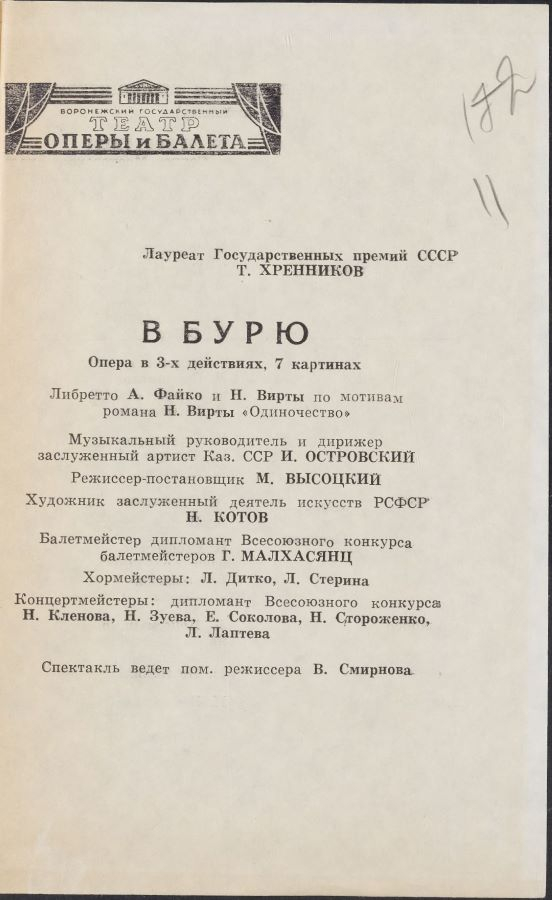 ВОРОНЕЖСКИЙ ГОСУДАРСТВЕННЫЙ
ТЕАТР
ОПЕРЫ и БАЛЕТА
182
11
Лауреат Государственных премий СССР
Т. ХРЕННИКОВ
В БУРЮ
Опера в 3-х действиях, 7 картинах
Либретто А. Файко и Н. Вирты по мотивам
романа Н. Вирты «Одиночество»
Музыкальный руководитель и дирижер
заслуженный артист Каз. ССР И. ОСТРОВСКИЙ
Режиссер-постановщик М. ВЫСОЦКИЙ
Художник заслуженный деятель искусств РСФСР
Н. КОТОВ
Балетмейстер дипломант Всесоюзного конкурса
балетмейстеров Г. МАЛХАСЯНЦ
Хормейстеры: Л. Дитко, Л. Стерина
Концертмейстеры: дипломант Всесоюзного конкурса
Н. Кленова, Н. Зуева, Е. Соколова, Н. Стороженко,
Л. Лаптева
Спектакль ведет пом. режиссера В. Смирнова